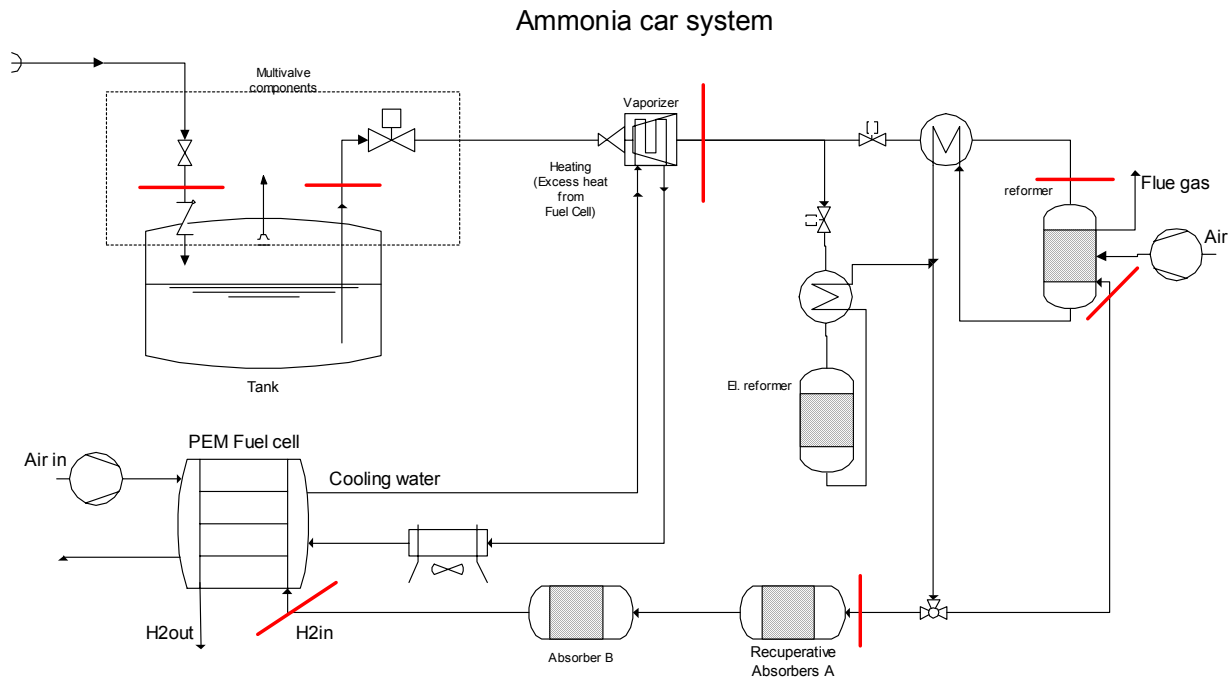 Ammonia car system
Multivalve
components
Vaporizer
Heating
(Excess heat
from
Fuel Cell)
reformer
Flue gas
Air
Tank
El. reformer
PEM Fuel cell
Air in
Cooling water
H2out
H2in
Absorber B
Recuperative
Absorbers A